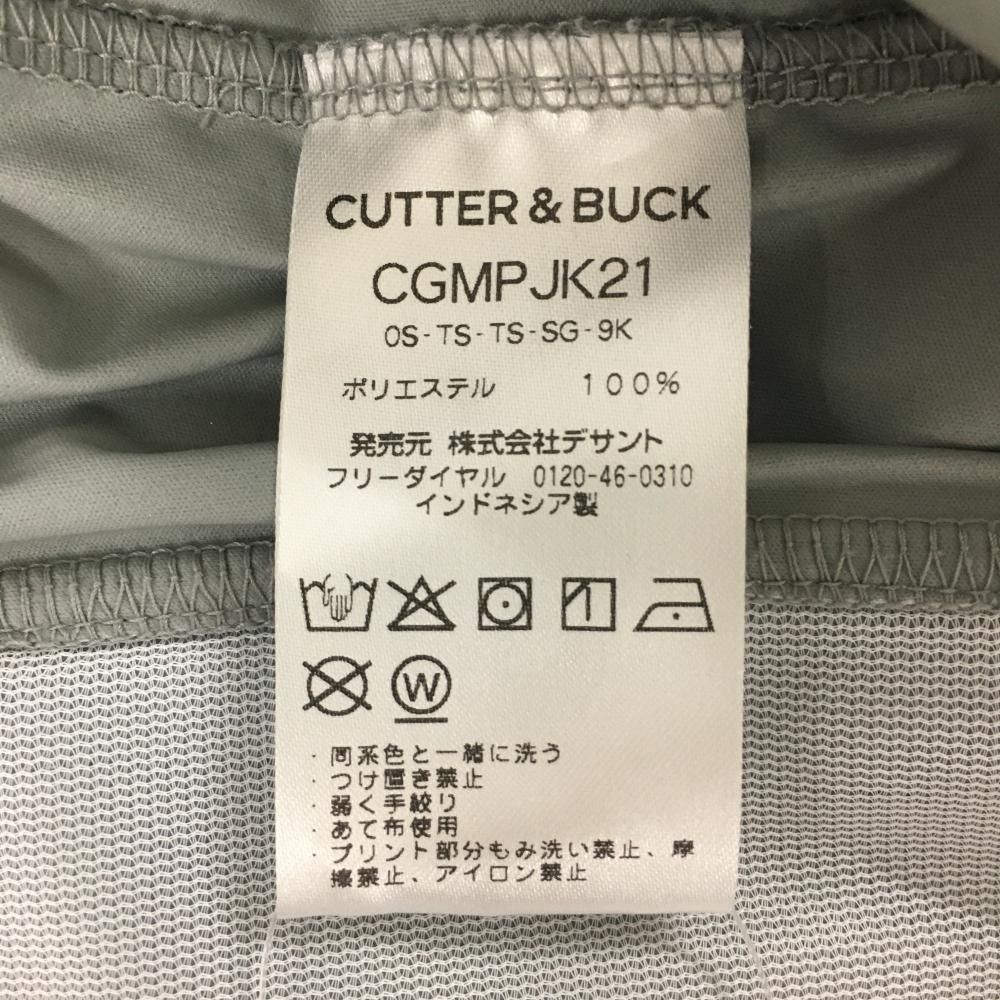 CUTTER & BUCK
CGMPJK21
0S-TS-TS-SG-9K
ポリエステル 100%
発売元 株式会社デサント
フリーダイヤル 0120-46-0310
インドネシア製
W
・同系色と一緒に洗う
・つけ置き禁止
・弱く手絞り
・あて布使用
・プリント部分もみ洗い禁止、摩
擦禁止、アイロン禁止